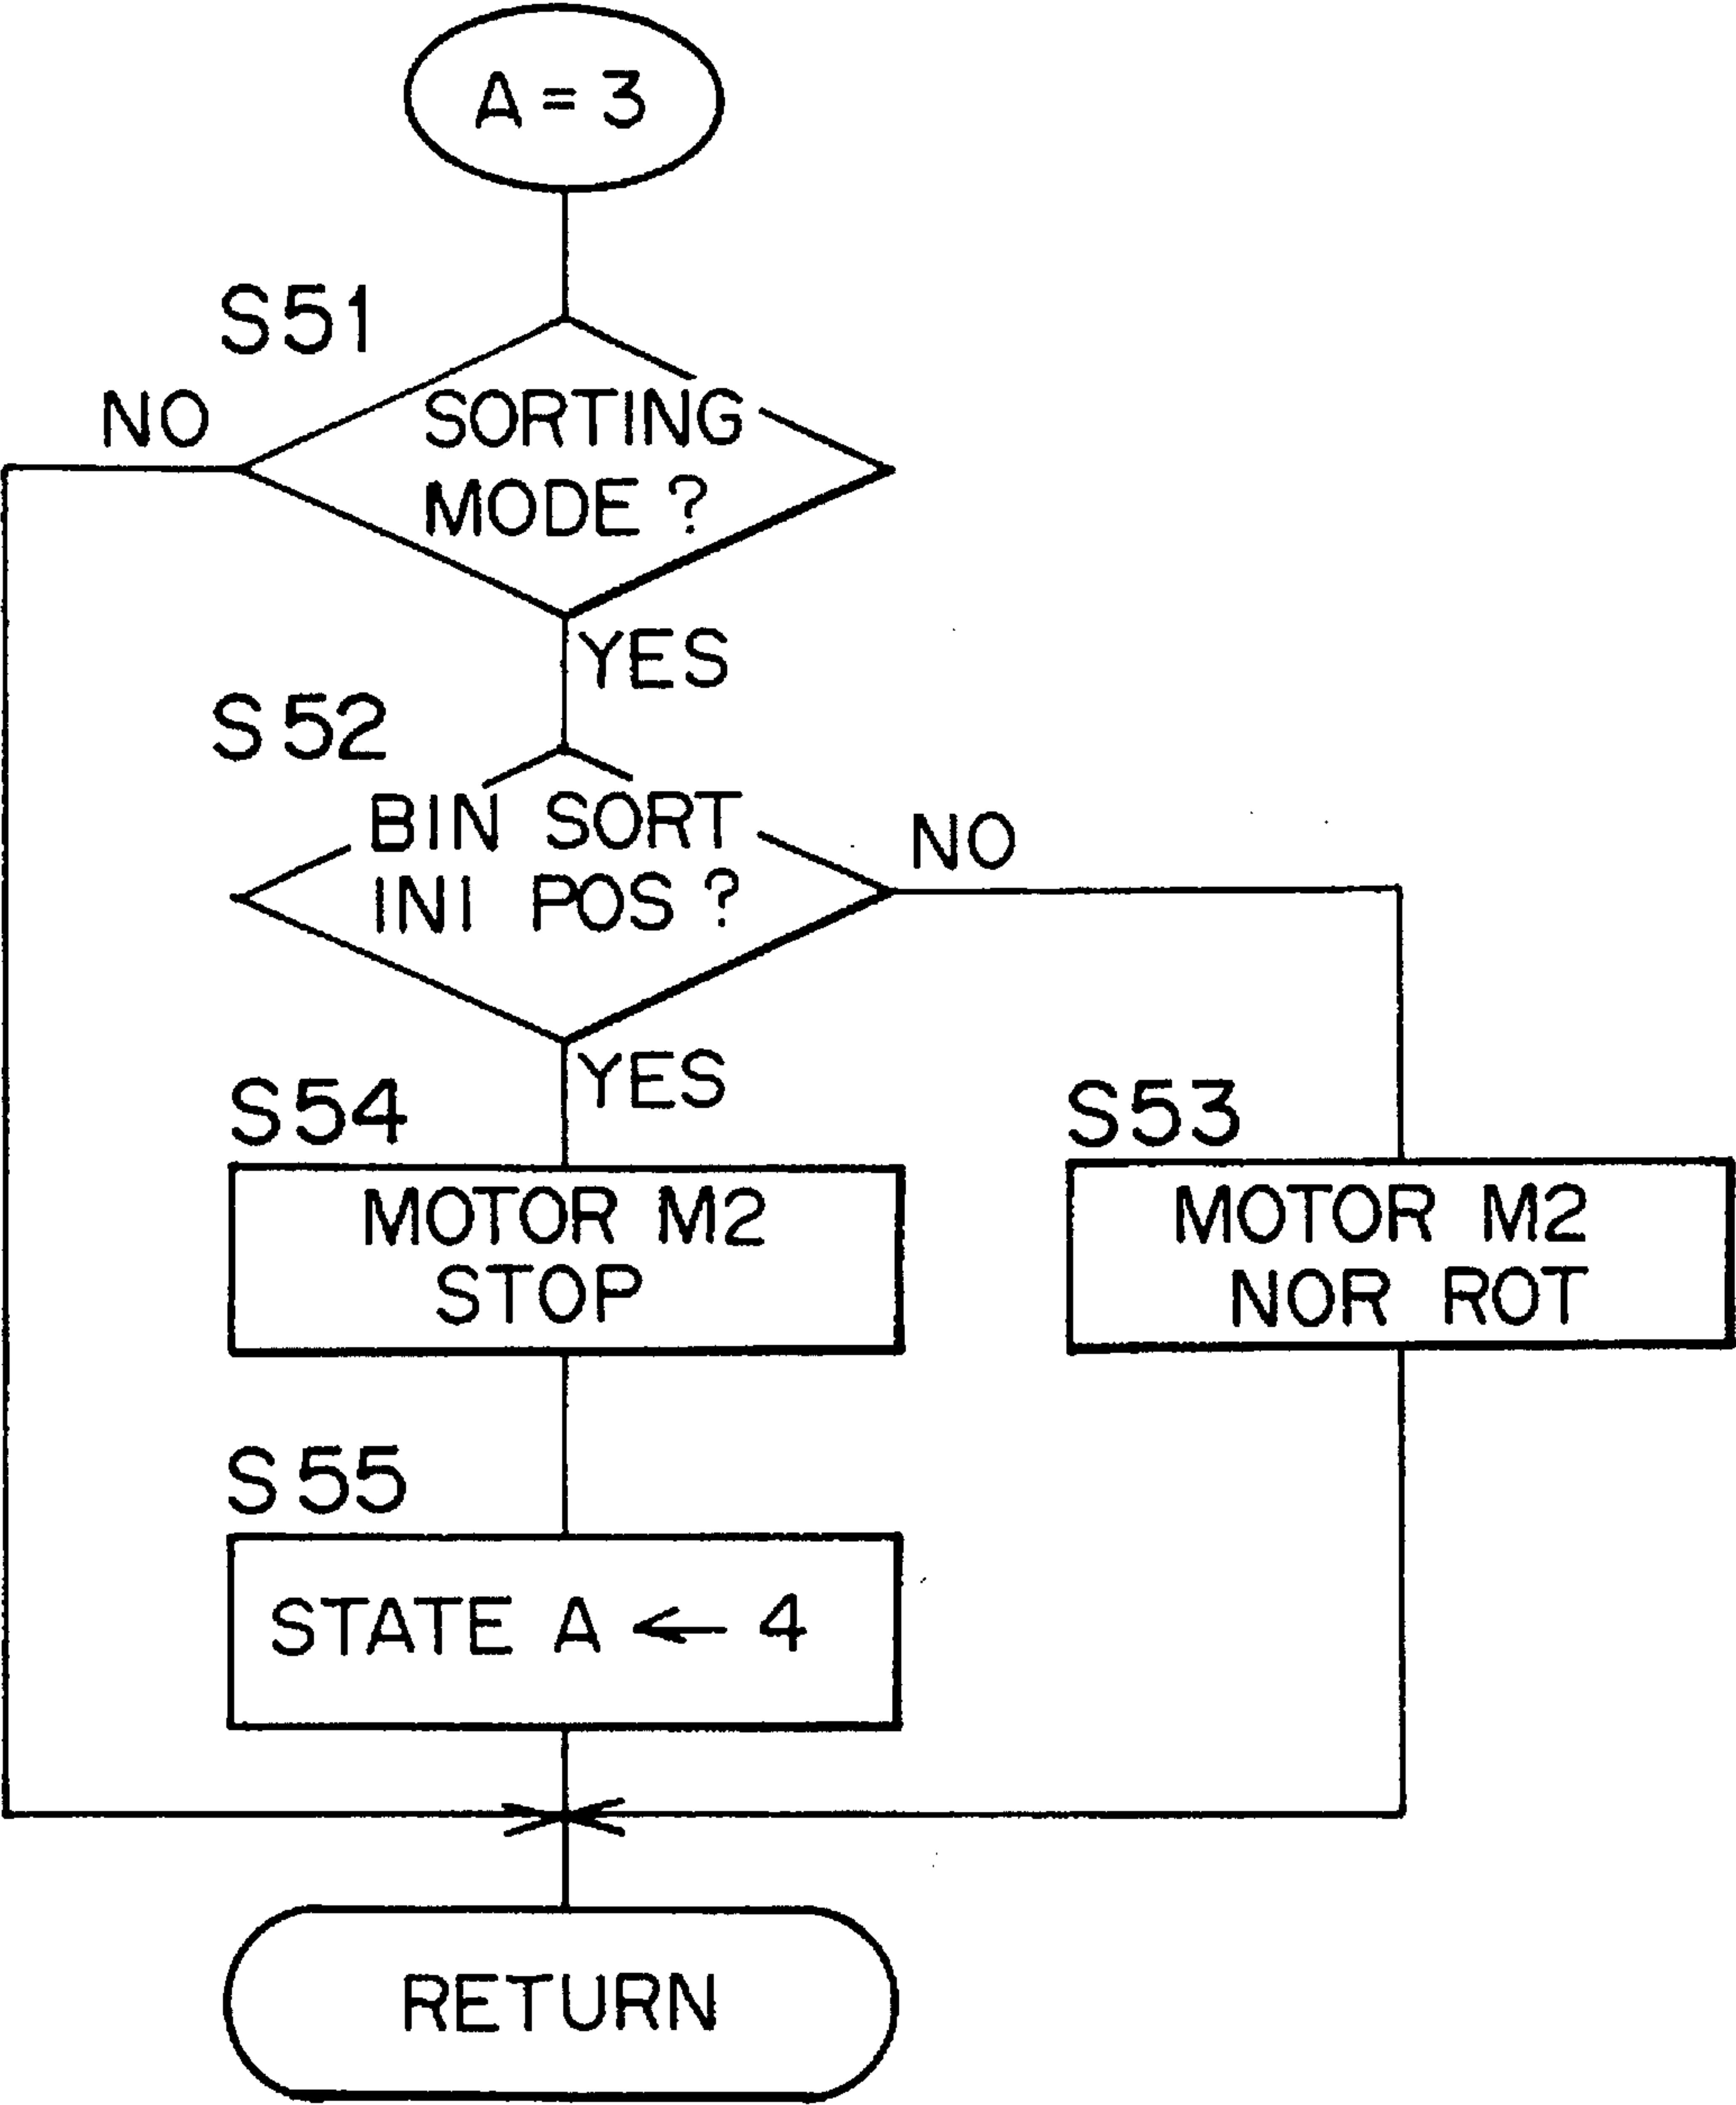 A = 3
S51
NO
SORTING
MODE ?
YES
S52
BIN SORT
INI POS ?
NO
YES
S54
S53
MOTOR M2
STOP
MOTOR M2
NOR ROT
S55
STATE A ← 4
RETURN